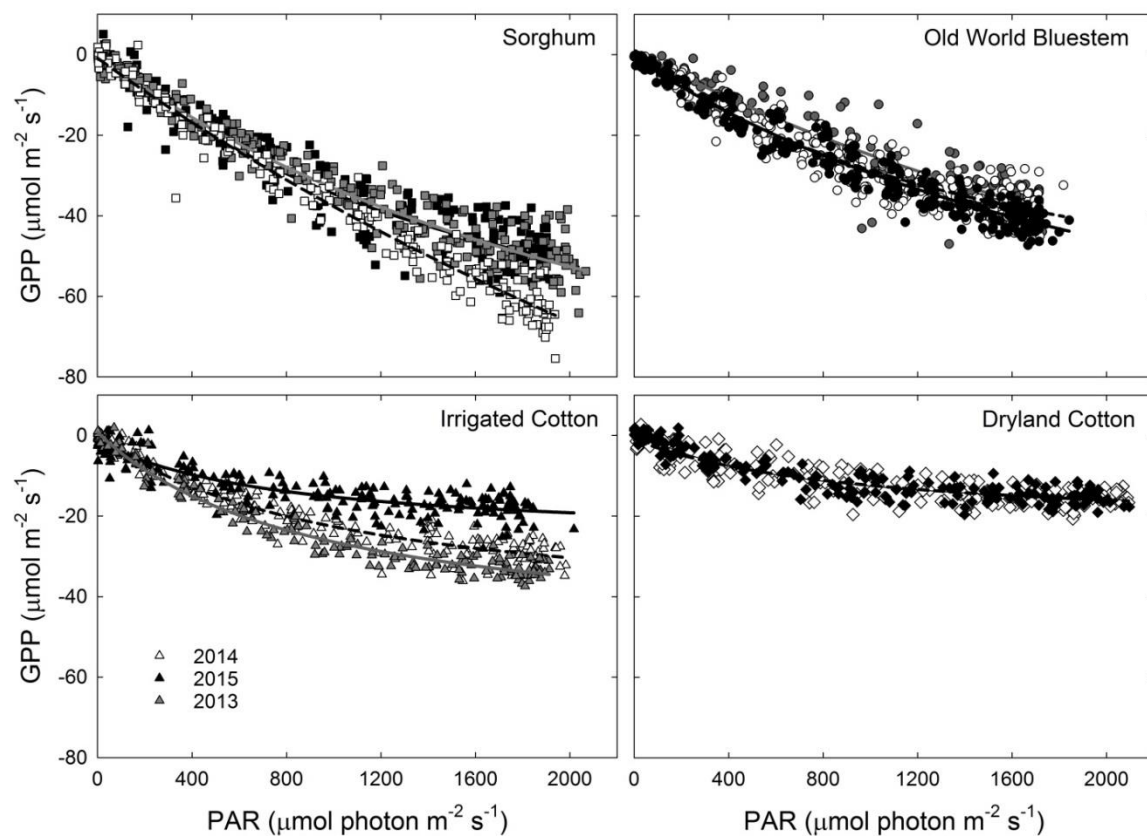 Sorghum
Old World Bluestem
0
-20
-40
-60
-80
GPP (μmol m⁻² s⁻¹)
Irrigated Cotton
Dryland Cotton
0
-20
-40
-60
-80
GPP (μmol m⁻² s⁻¹)
2014
2015
2013
0 400 800 1200 1600 2000
0 400 800 1200 1600 2000
PAR (μmol photon m⁻² s⁻¹)
PAR (μmol photon m⁻² s⁻¹)